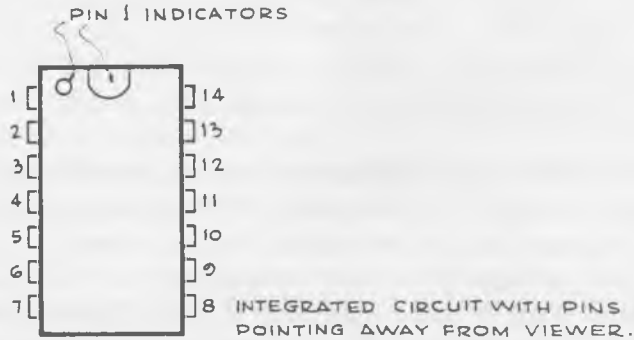 PIN 1 INDICATORS
1 14
2 13
3 12
4 11
5 10
6 9
7 8
INTEGRATED CIRCUIT WITH PINS
POINTING AWAY FROM VIEWER.